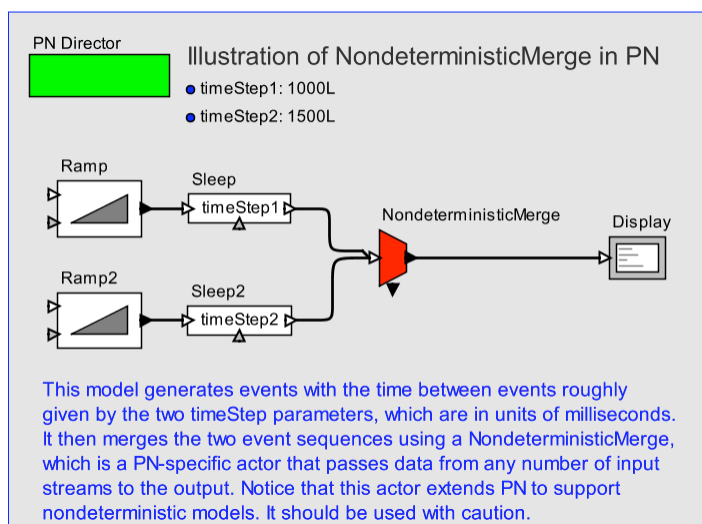 PN Director
Illustration of NondeterministicMerge in PN
timeStep1: 1000L
timeStep2: 1500L
Ramp
Sleep
timeStep1
NondeterministicMerge
Display
Ramp2
Sleep2
timeStep2
This model generates events with the time between events roughly
given by the two timeStep parameters, which are in units of milliseconds.
It then merges the two event sequences using a NondeterministicMerge,
which is a PN-specific actor that passes data from any number of input
streams to the output. Notice that this actor extends PN to support
nondeterministic models. It should be used with caution.